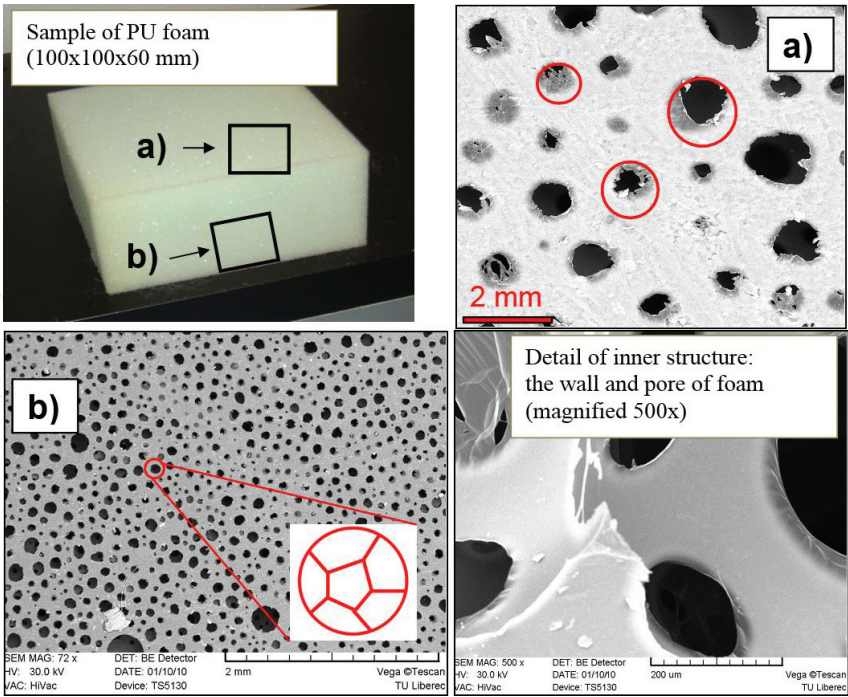 Sample of PU foam
(100x100x60 mm)
a)
b)
a)
2 mm
b)
SEM MAG: 72 x DET: BE Detector
HV: 30.0 kV DATE: 01/10/10 2 mm Vega ©Tescan
VAC: HiVac Device: TS5130 TU Liberec
Detail of inner structure:
the wall and pore of foam
(magnified 500x)
SEM MAG: 500 x DET: BE Detector
HV: 30.0 kV DATE: 01/10/10 200 um Vega ©Tescan
VAC: HiVac Device: TS5130 TU Liberec